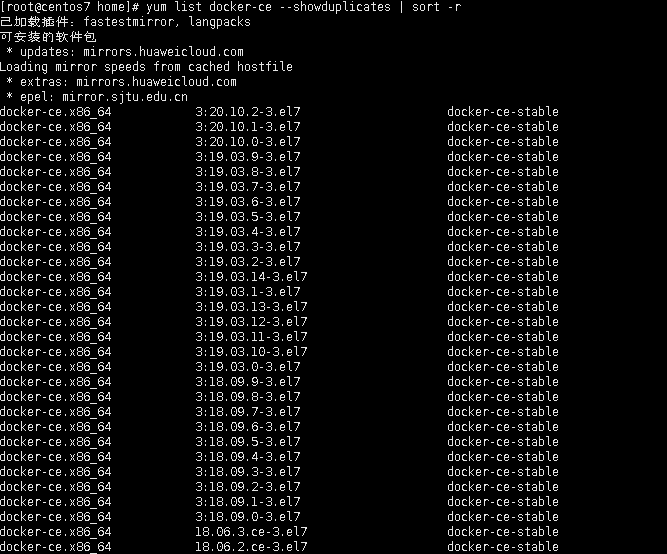 [root@centos7 home]# yum list docker-ce --showduplicates | sort -r
已加载插件：fastestmirror, langpacks
可安装的软件包
 * updates: mirrors.huaweicloud.com
Loading mirror speeds from cached hostfile
 * extras: mirrors.huaweicloud.com
 * epel: mirror.sjtu.edu.cn
docker-ce.x86_64 3:20.10.2-3.el7 docker-ce-stable
docker-ce.x86_64 3:20.10.1-3.el7 docker-ce-stable
docker-ce.x86_64 3:20.10.0-3.el7 docker-ce-stable
docker-ce.x86_64 3:19.03.9-3.el7 docker-ce-stable
docker-ce.x86_64 3:19.03.8-3.el7 docker-ce-stable
docker-ce.x86_64 3:19.03.7-3.el7 docker-ce-stable
docker-ce.x86_64 3:19.03.6-3.el7 docker-ce-stable
docker-ce.x86_64 3:19.03.5-3.el7 docker-ce-stable
docker-ce.x86_64 3:19.03.4-3.el7 docker-ce-stable
docker-ce.x86_64 3:19.03.3-3.el7 docker-ce-stable
docker-ce.x86_64 3:19.03.2-3.el7 docker-ce-stable
docker-ce.x86_64 3:19.03.14-3.el7 docker-ce-stable
docker-ce.x86_64 3:19.03.1-3.el7 docker-ce-stable
docker-ce.x86_64 3:19.03.13-3.el7 docker-ce-stable
docker-ce.x86_64 3:19.03.12-3.el7 docker-ce-stable
docker-ce.x86_64 3:19.03.11-3.el7 docker-ce-stable
docker-ce.x86_64 3:19.03.10-3.el7 docker-ce-stable
docker-ce.x86_64 3:19.03.0-3.el7 docker-ce-stable
docker-ce.x86_64 3:18.09.9-3.el7 docker-ce-stable
docker-ce.x86_64 3:18.09.8-3.el7 docker-ce-stable
docker-ce.x86_64 3:18.09.7-3.el7 docker-ce-stable
docker-ce.x86_64 3:18.09.6-3.el7 docker-ce-stable
docker-ce.x86_64 3:18.09.5-3.el7 docker-ce-stable
docker-ce.x86_64 3:18.09.4-3.el7 docker-ce-stable
docker-ce.x86_64 3:18.09.3-3.el7 docker-ce-stable
docker-ce.x86_64 3:18.09.2-3.el7 docker-ce-stable
docker-ce.x86_64 3:18.09.1-3.el7 docker-ce-stable
docker-ce.x86_64 3:18.09.0-3.el7 docker-ce-stable
docker-ce.x86_64 18.06.3.ce-3.el7 docker-ce-stable
docker-ce.x86_64 18.06.2.ce-3.el7 docker-ce-stable